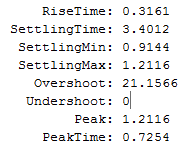 RiseTime: 0.3161
SettlingTime: 3.4012
SettlingMin: 0.9144
SettlingMax: 1.2116
Overshoot: 21.1566
Undershoot: 0
Peak: 1.2116
PeakTime: 0.7254